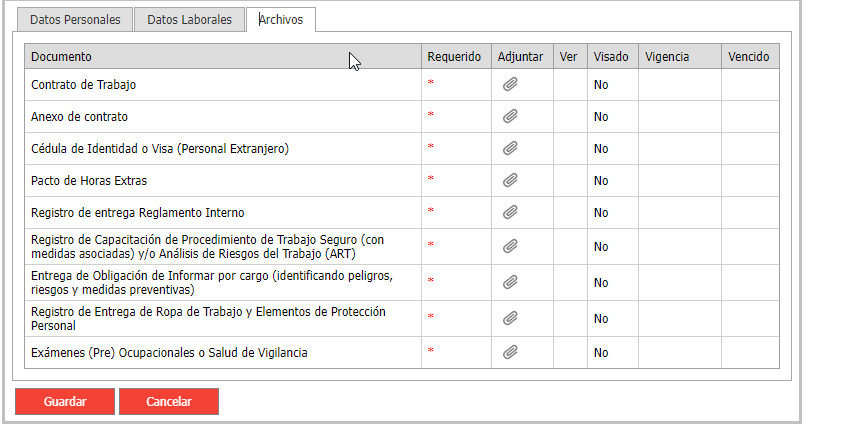 Datos Personales Datos Laborales Archivos
Documento Requerido Adjuntar Ver Visado Vigencia Vencido
Contrato de Trabajo * No
Anexo de contrato * No
Cédula de Identidad o Visa (Personal Extranjero) * No
Pacto de Horas Extras * No
Registro de entrega Reglamento Interno * No
Registro de Capacitación de Procedimiento de Trabajo Seguro (con
medidas asociadas) y/o Análisis de Riesgos del Trabajo (ART) * No
Entrega de Obligación de Informar por cargo (identificando peligros,
riesgos y medidas preventivas) * No
Registro de Entrega de Ropa de Trabajo y Elementos de Protección
Personal * No
Exámenes (Pre) Ocupacionales o Salud de Vigilancia * No
Guardar Cancelar